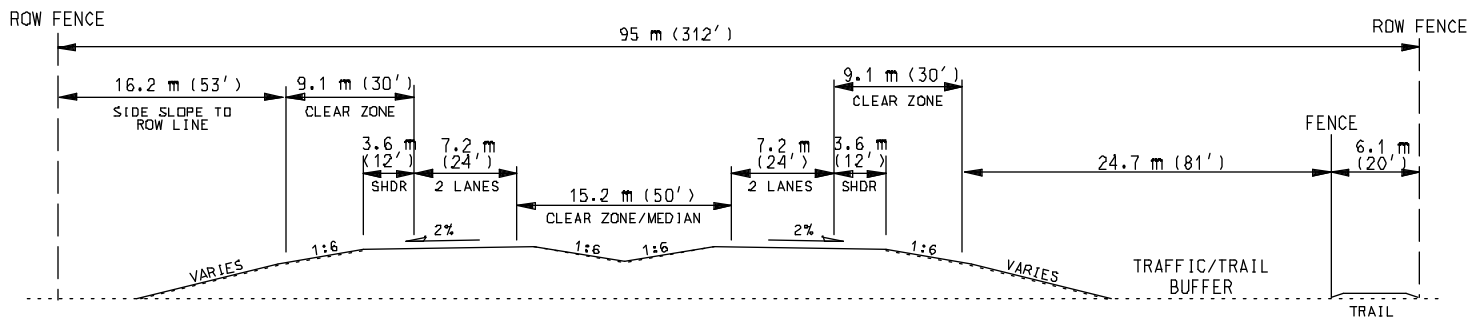 ROW FENCE
ROW FENCE
95 m (312')
16.2 m (53')
SIDE SLOPE TO
ROW LINE
9.1 m (30')
CLEAR ZONE
9.1 m (30')
CLEAR ZONE
3.6 m
(12')
SHDR
7.2 m
(24')
2 LANES
15.2 m (50')
CLEAR ZONE/MEDIAN
7.2 m
(24')
2 LANES
3.6 m
(12')
SHDR
24.7 m (81')
FENCE
6.1 m
(20')
VARIES
1:6
2%
1:6
1:6
2%
1:6
VARIES
TRAFFIC/TRAIL
BUFFER
TRAIL